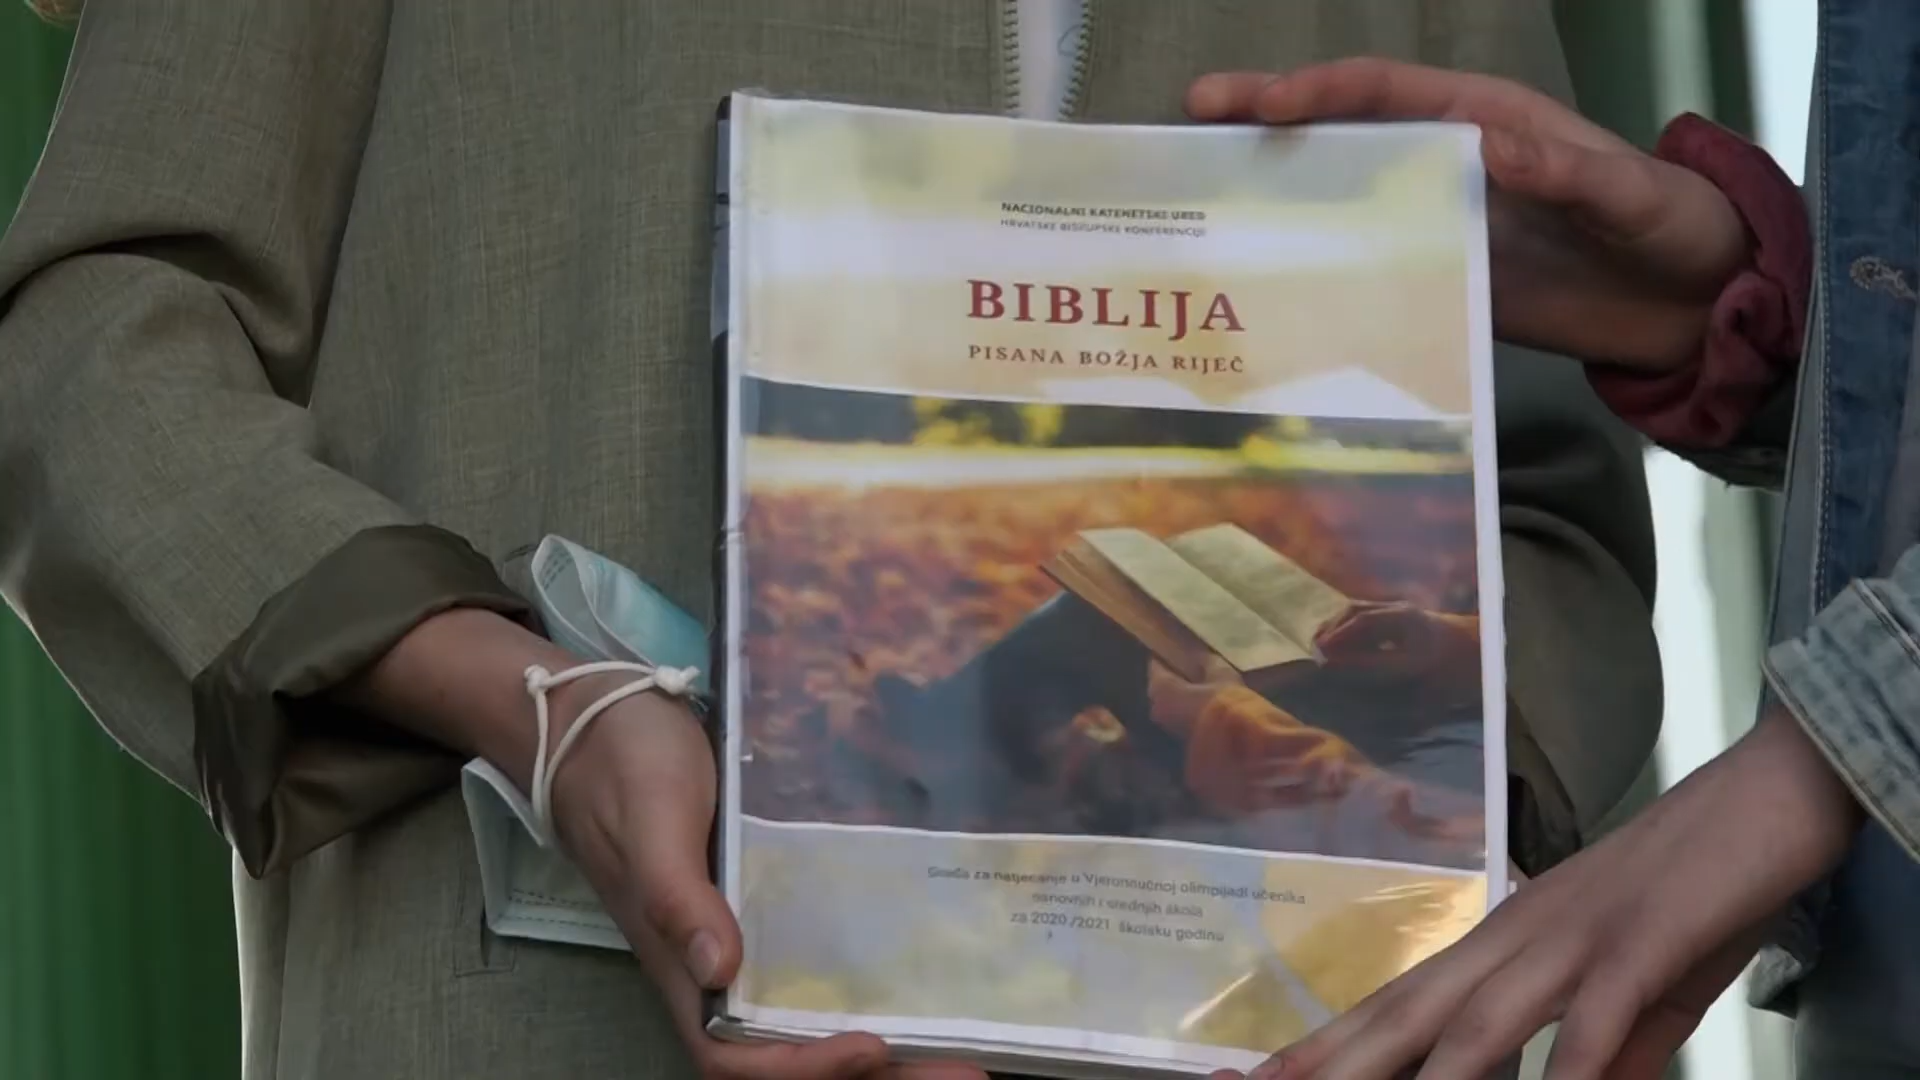 NACIONALNI KATEHETSKI URED
HRVATSKE BISKUPSKE KONFERENCIJE
BIBLIJA
PISANA BOŽJA RIJEČ
Građa za natjecanje u Vjeronaučnoj olimpijadi učenika
osnovnih i srednjih škola
za 2020./2021. školsku godinu